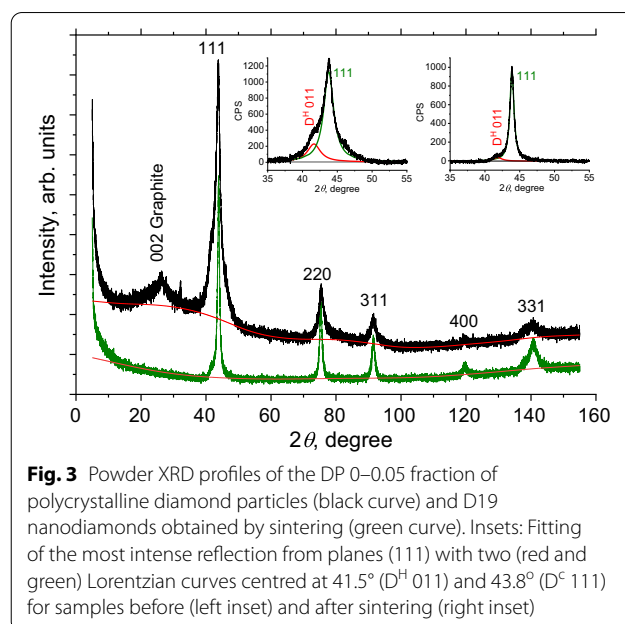 111
1200
1000
800
600
400
200
0
CPS
D^H 011
111
35 40 45 50 55
2θ, degree
1000
800
600
400
200
0
CPS
D^H 011
111
35 40 45 50 55
2θ, degree
Intensity, arb. units
002 Graphite
220
311
400
331
0 20 40 60 80 100 120 140 160
2θ, degree
Fig. 3 Powder XRD profiles of the DP 0–0.05 fraction of
polycrystalline diamond particles (black curve) and D19
nanodiamonds obtained by sintering (green curve). Insets: Fitting
of the most intense reflection from planes (111) with two (red and
green) Lorentzian curves centred at 41.5° (D^H 011) and 43.8° (D^c 111)
for samples before (left inset) and after sintering (right inset)